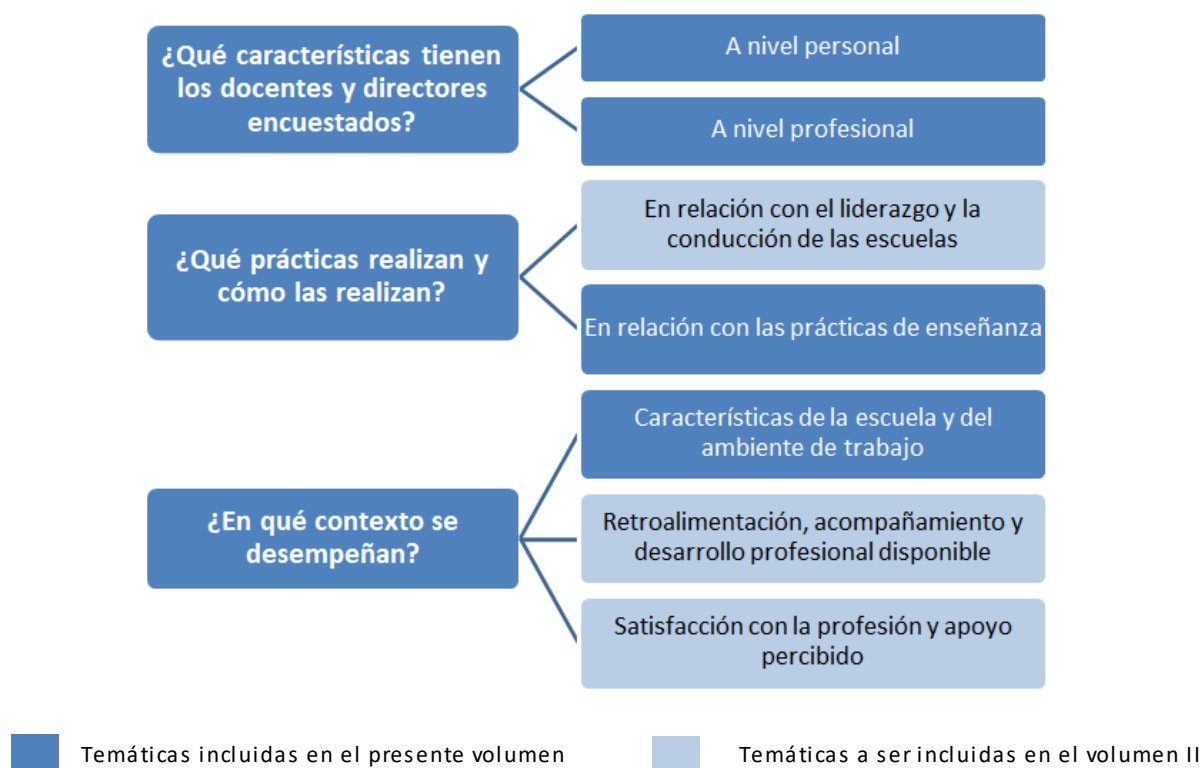 ¿Qué características tienen
los docentes y directores
encuestados?
A nivel personal
A nivel profesional
¿Qué prácticas realizan y
cómo las realizan?
En relación con el liderazgo y la
conducción de las escuelas
En relación con las prácticas de enseñanza
¿En qué contexto se
desempeñan?
Características de la escuela y del
ambiente de trabajo
Retroalimentación, acompañamiento y
desarrollo profesional disponible
Satisfacción con la profesión y apoyo
percibido
Temáticas incluidas en el presente volumen
Temáticas a ser incluidas en el volumen II